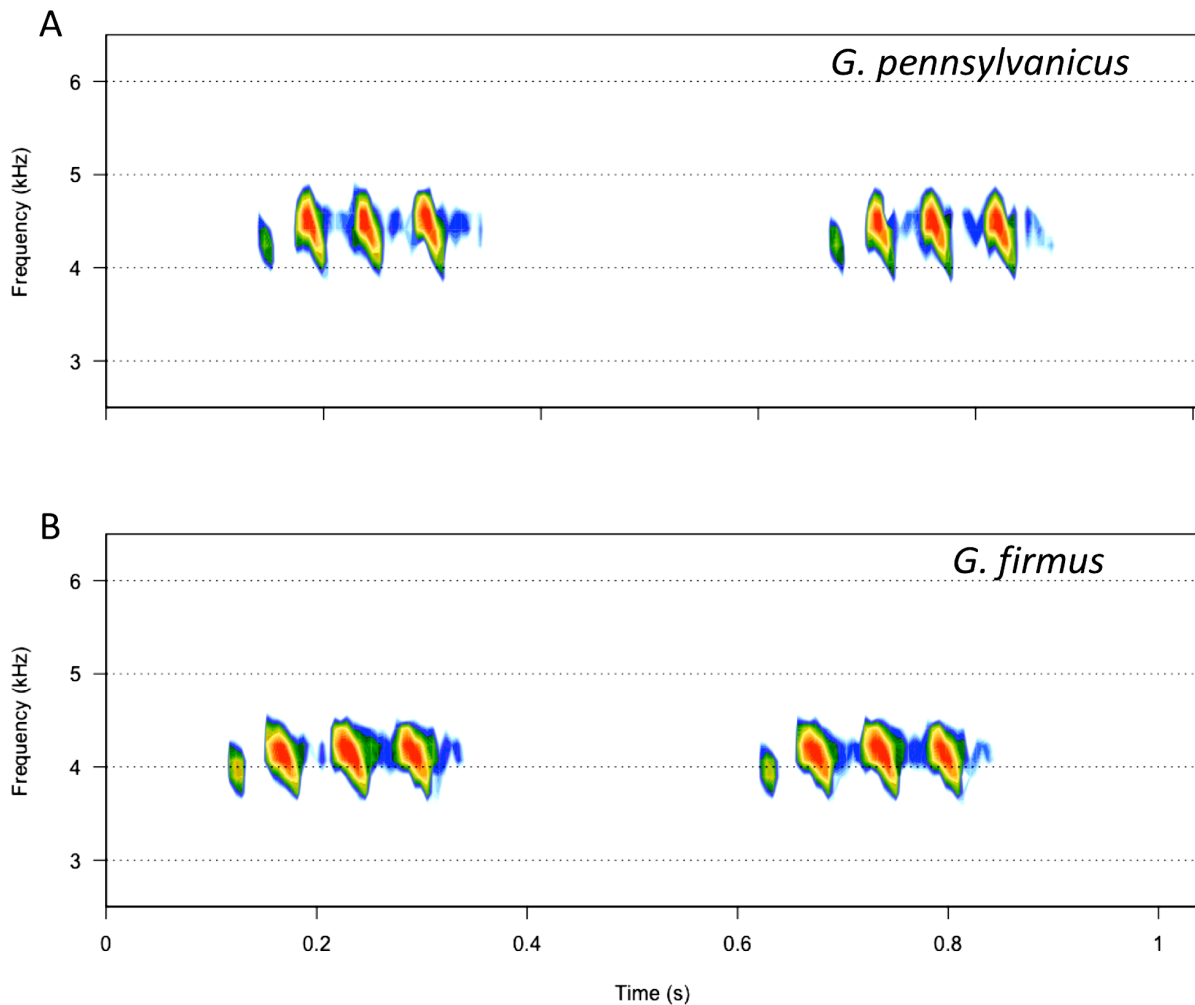 A
G. pennsylvanicus
6
5
4
3
Frequency (kHz)
B
G. firmus
6
5
4
3
Frequency (kHz)
0 0.2 0.4 0.6 0.8 1
Time (s)